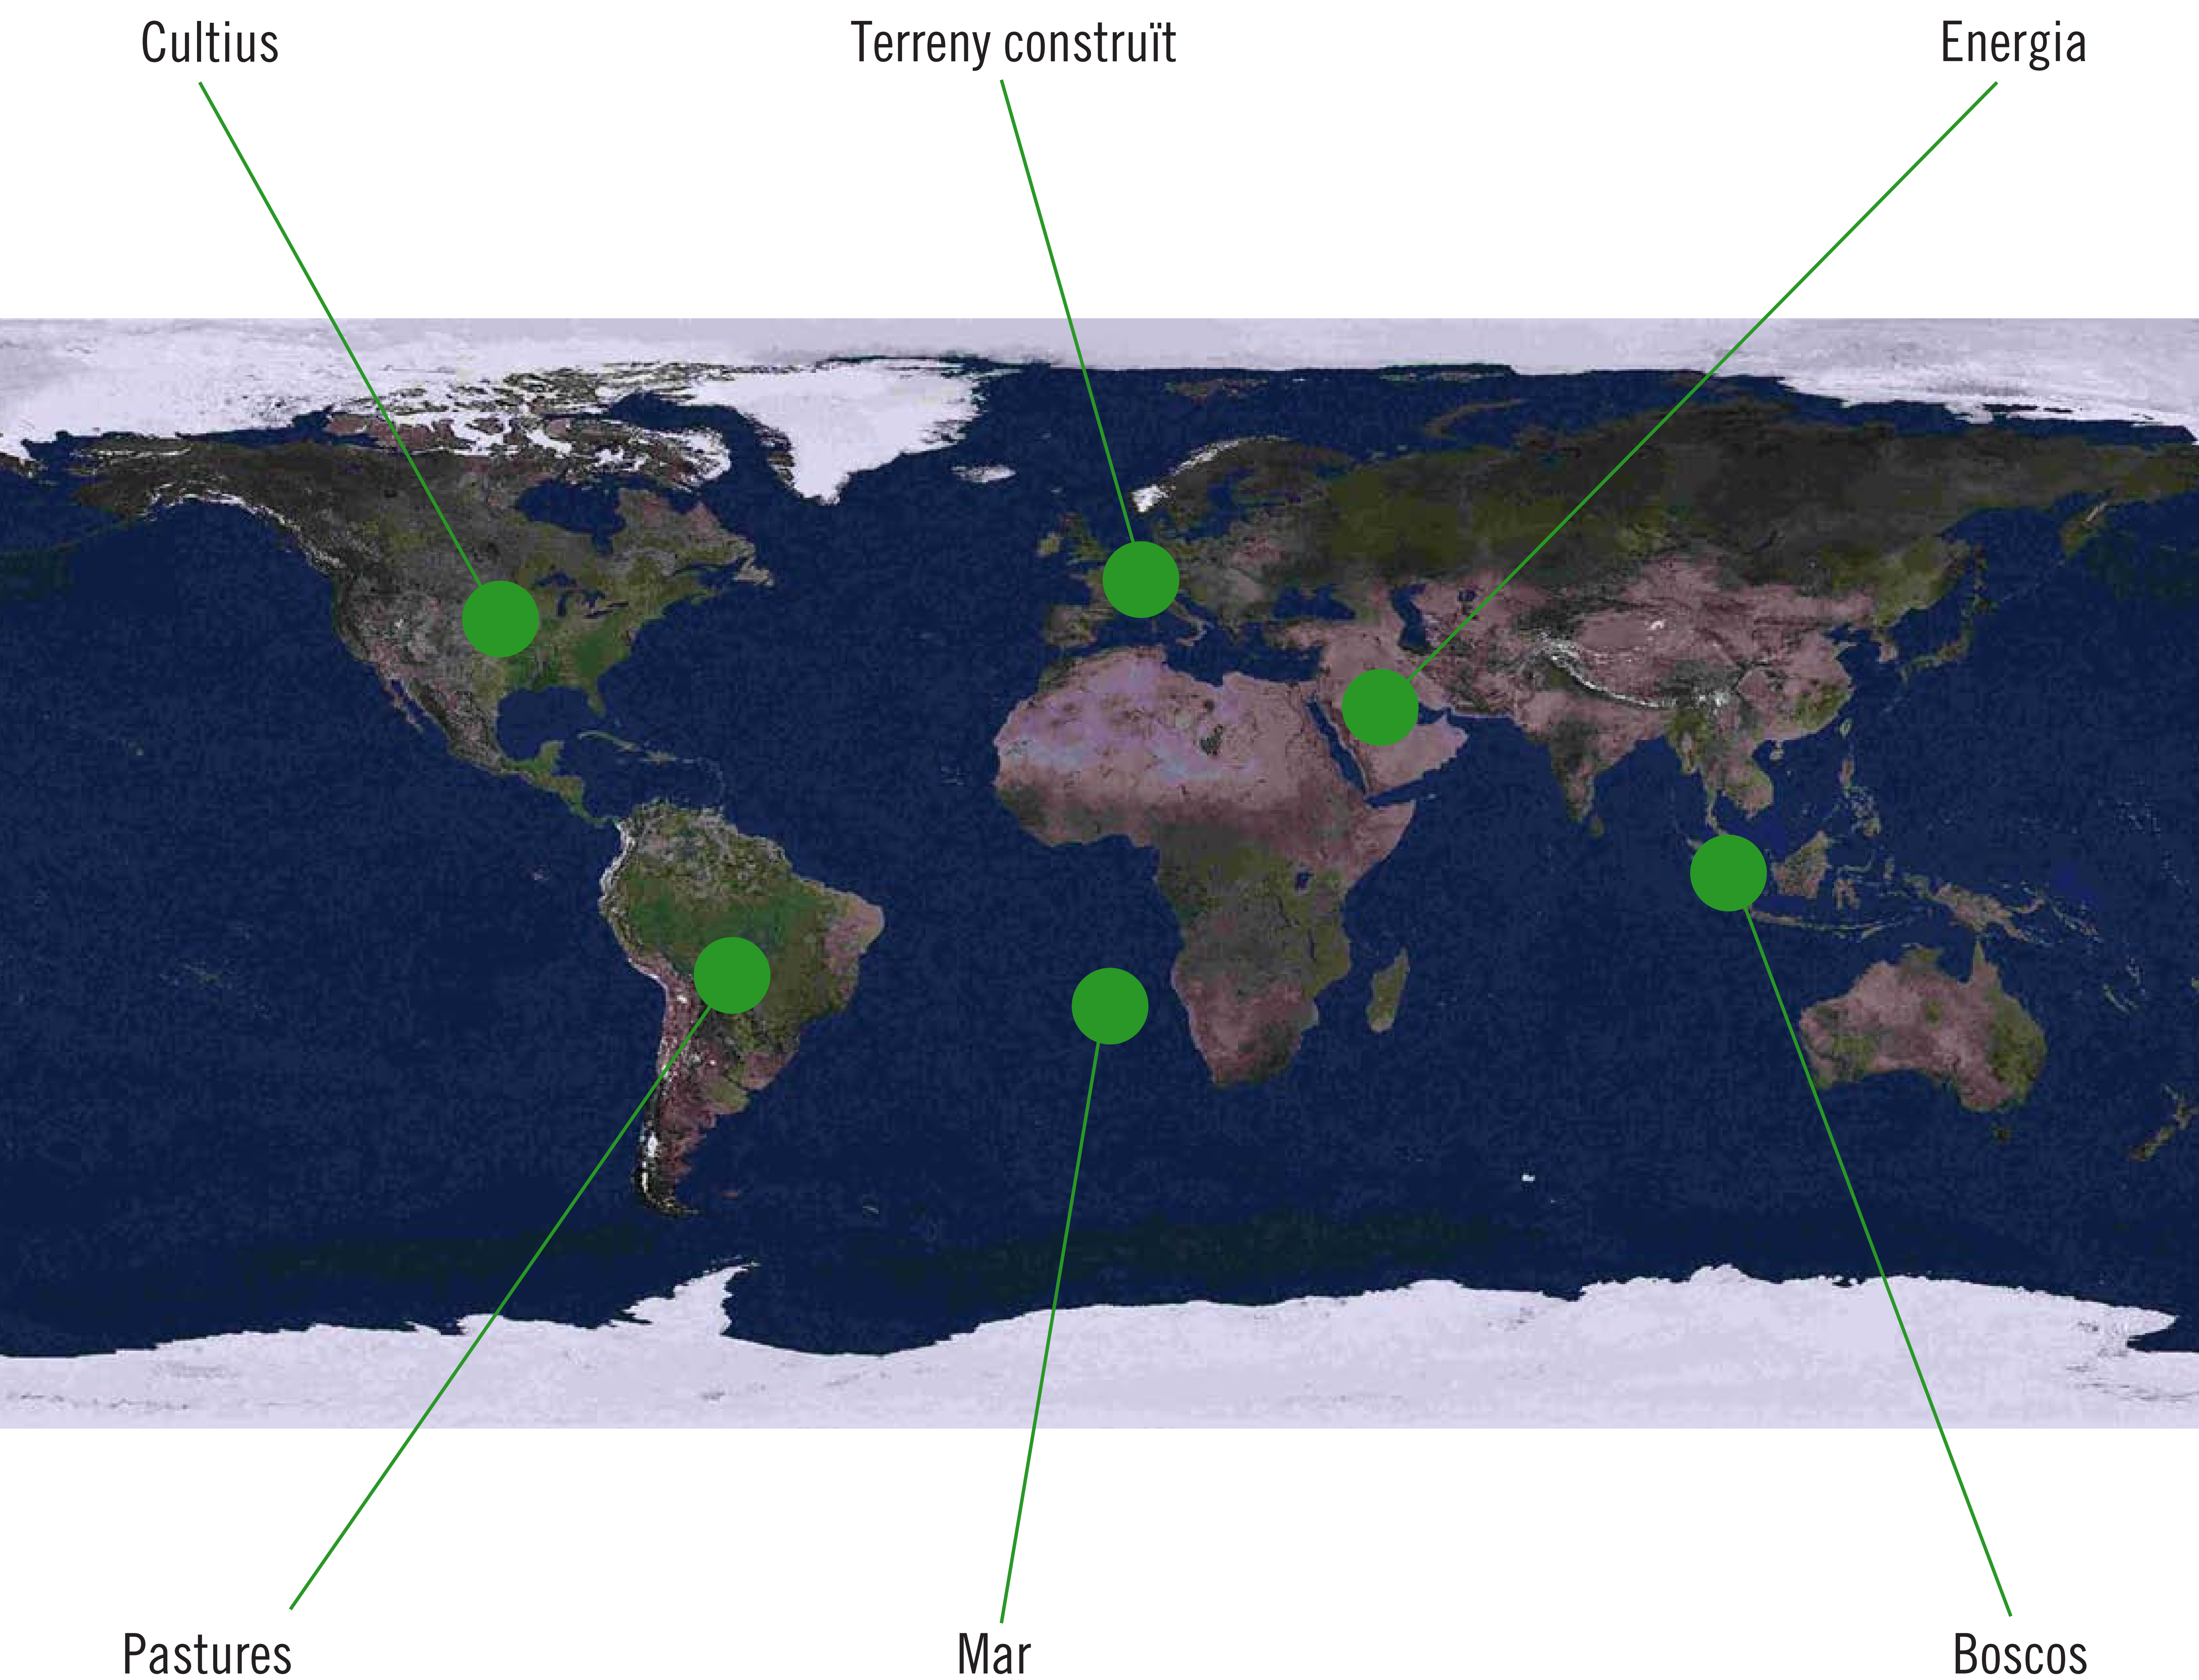 Cultius
Terreny construït
Energia
Pastures
Mar
Boscos